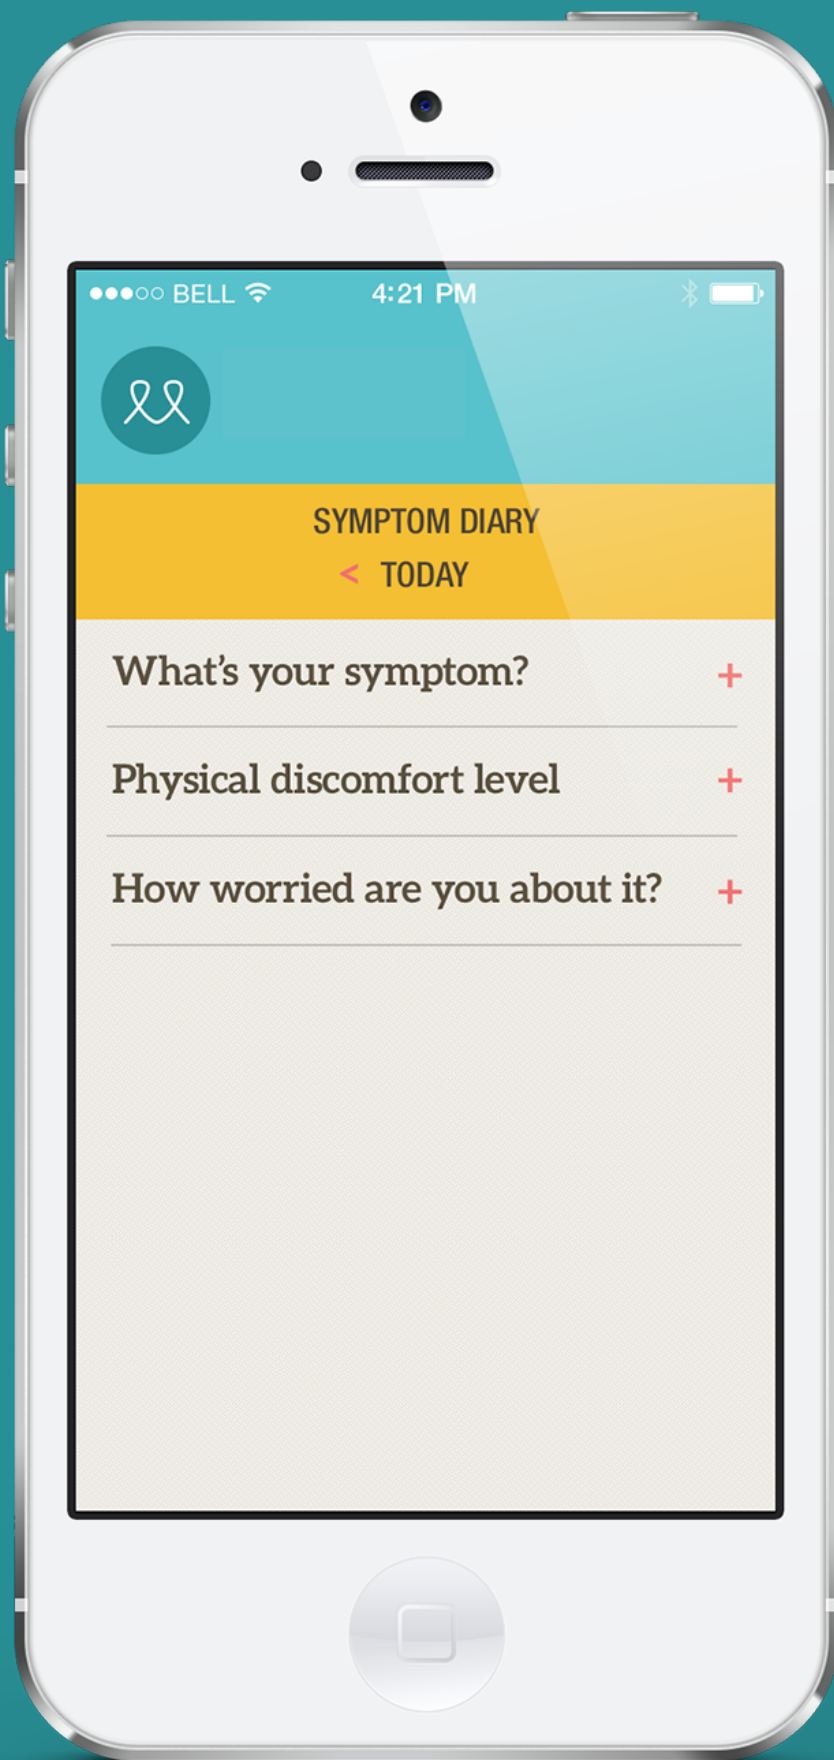 BELL 4:21 PM
SYMPTOM DIARY
< TODAY
What's your symptom? +
Physical discomfort level +
How worried are you about it? +